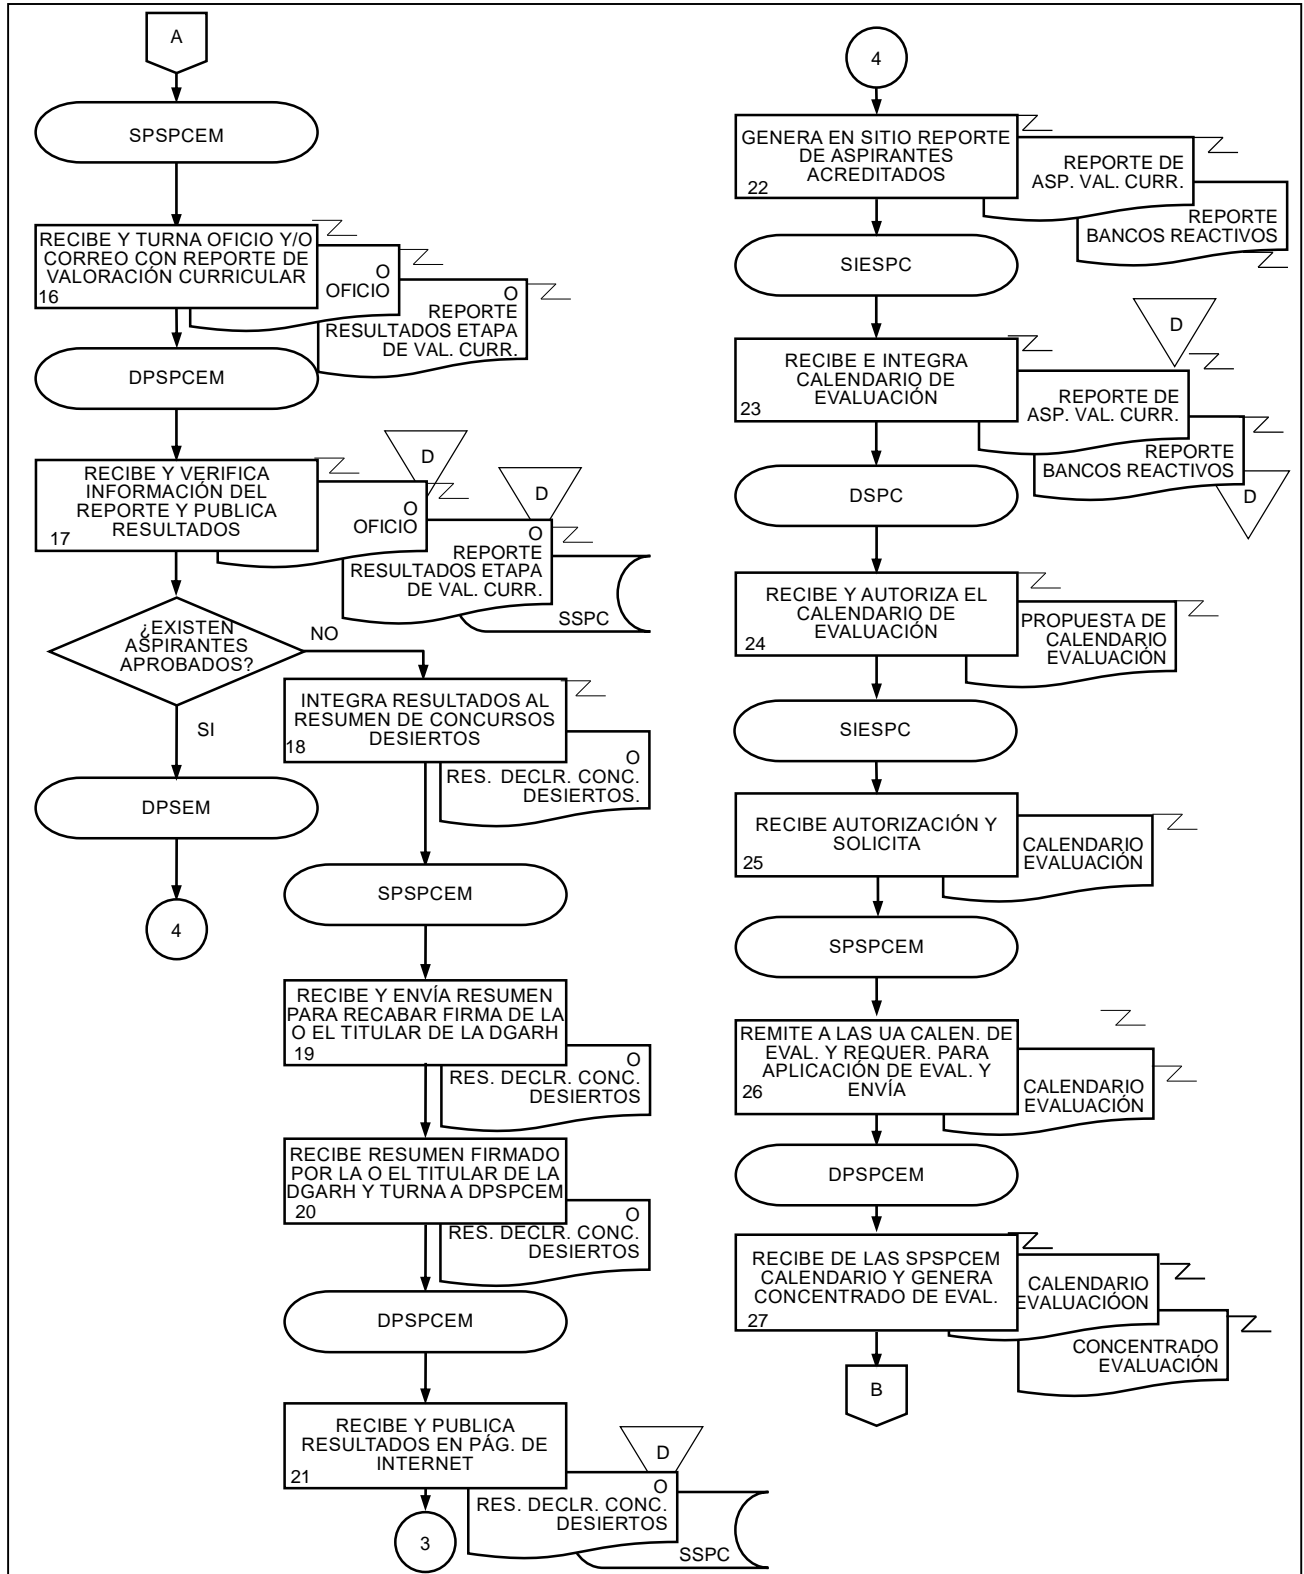 A
SPSPCEM
RECIBE Y TURNA OFICIO Y/O
CORREO CON REPORTE DE
VALORACIÓN CURRICULAR
16
O
OFICIO
O
REPORTE
RESULTADOS ETAPA
DE VAL. CURR.
DPSPCEM
RECIBE Y VERIFICA
INFORMACIÓN DEL
REPORTE Y PUBLICA
RESULTADOS
17
D
O
OFICIO
D
O
REPORTE
RESULTADOS ETAPA
DE VAL. CURR.
SSPC
¿EXISTEN
ASPIRANTES
APROBADOS?
NO
SI
DPSEM
4
INTEGRA RESULTADOS AL
RESUMEN DE CONCURSOS
DESIERTOS
18
O
RES. DECLR. CONC.
DESIERTOS.
SPSPCEM
RECIBE Y ENVÍA RESUMEN
PARA RECABAR FIRMA DE LA
O EL TITULAR DE LA DGARH
19
O
RES. DECLR. CONC.
DESIERTOS
RECIBE RESUMEN FIRMADO
POR LA O EL TITULAR DE LA
DGARH Y TURNA A DPSPCEM
20
O
RES. DECLR. CONC.
DESIERTOS
DPSPCEM
RECIBE Y PUBLICA
RESULTADOS EN PÁG. DE
INTERNET
21
D
O
RES. DECLR. CONC.
DESIERTOS
SSPC
3
4
GENERA EN SITIO REPORTE
DE ASPIRANTES
ACREDITADOS
22
REPORTE DE
ASP. VAL. CURR.
REPORTE
BANCOS REACTIVOS
SIESPC
RECIBE E INTEGRA
CALENDARIO DE
EVALUACIÓN
23
D
REPORTE DE
ASP. VAL. CURR.
REPORTE
BANCOS REACTIVOS
D
DSPC
RECIBE Y AUTORIZA EL
CALENDARIO DE
EVALUACIÓN
24
PROPUESTA DE
CALENDARIO
EVALUACIÓN
SIESPC
RECIBE AUTORIZACIÓN Y
SOLICITA
25
CALENDARIO
EVALUACIÓN
SPSPCEM
REMITE A LAS UA CALEN. DE
EVAL. Y REQUER. PARA
APLICACIÓN DE EVAL. Y
ENVÍA
26
CALENDARIO
EVALUACIÓN
DPSPCEM
RECIBE DE LAS SPSPCEM
CALENDARIO Y GENERA
CONCENTRADO DE EVAL.
27
CALENDARIO
EVALUACIÓON
CONCENTRADO
EVALUACIÓN
B